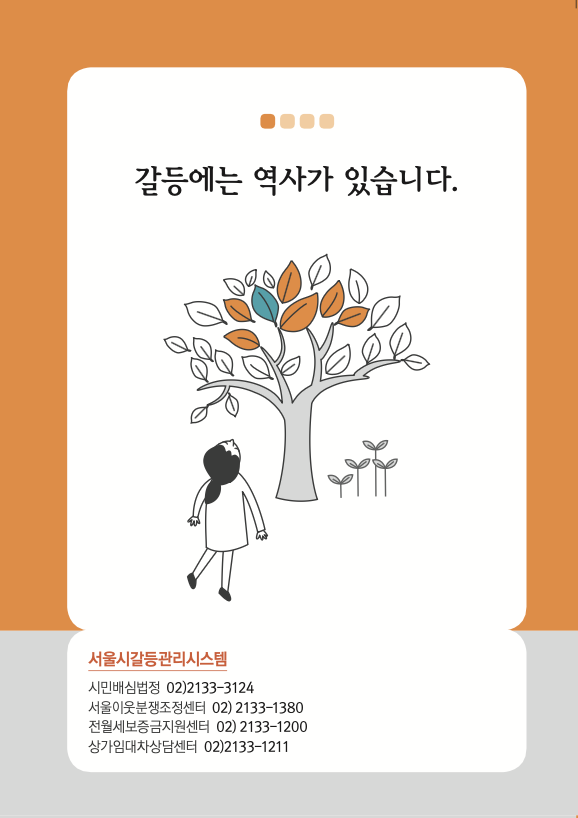 갈등에는 역사가 있습니다.
서울시갈등관리시스템
시민배심법정 02)2133-3124
서울이웃분쟁조정센터 02) 2133-1380
전월세보증금지원센터 02) 2133-1200
상가임대차상담센터 02)2133-1211